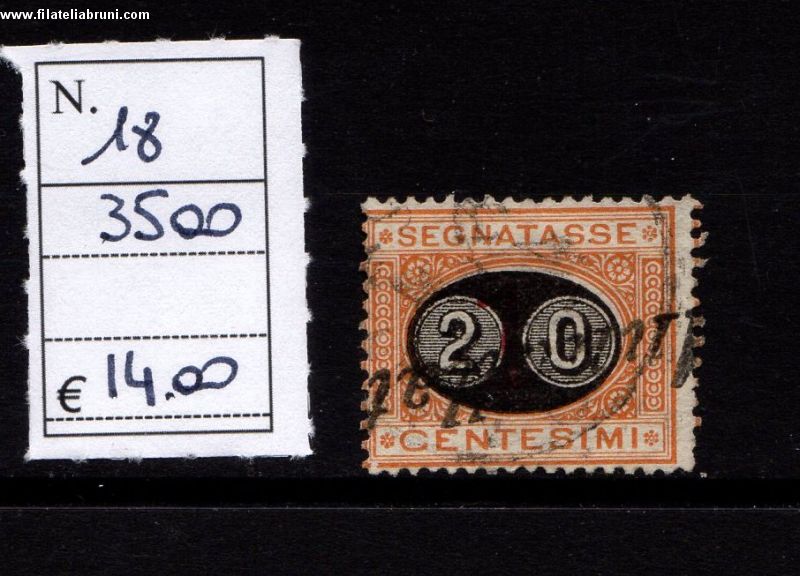 www.filateliabruni.com
N.
18
3500
€ 14.00
SEGNATASSE
20
CENTESIMI